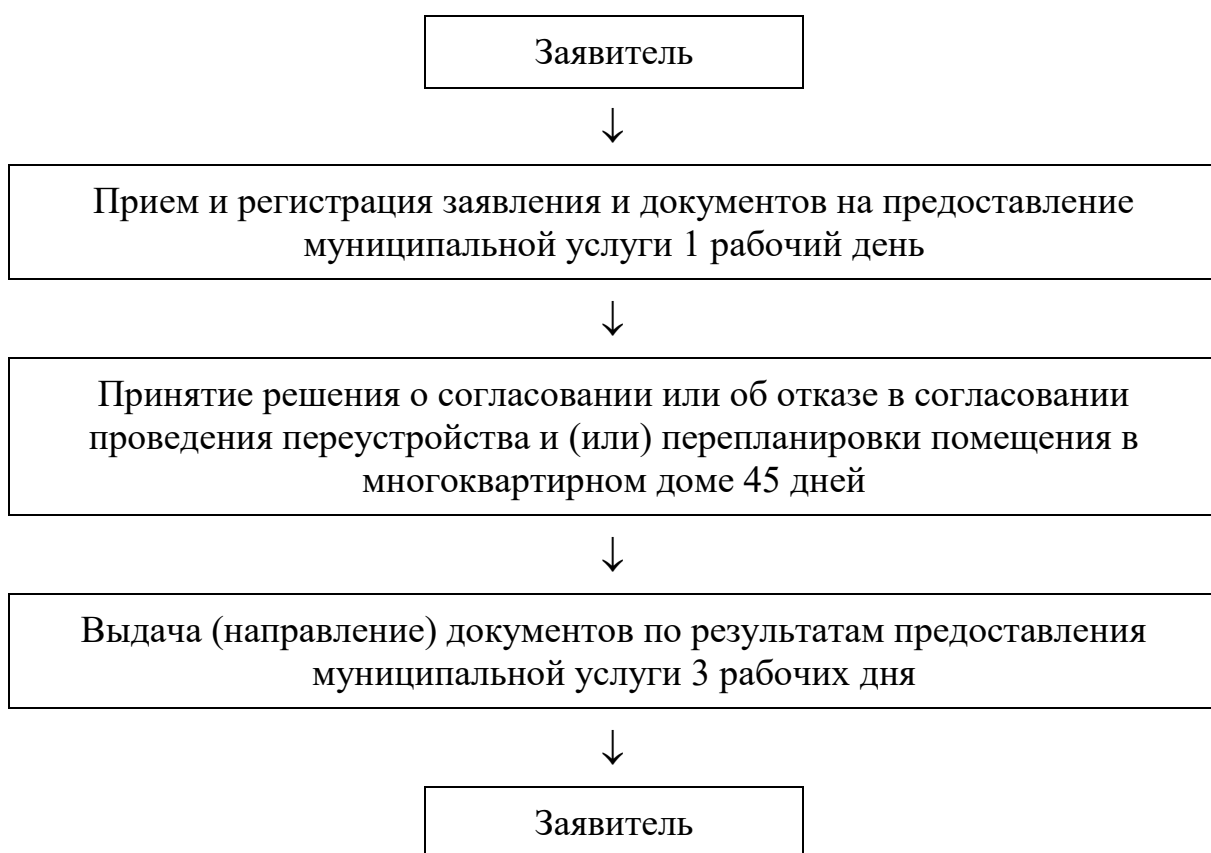 Заявитель
↓
Прием и регистрация заявления и документов на предоставление
муниципальной услуги 1 рабочий день
↓
Принятие решения о согласовании или об отказе в согласовании
проведения переустройства и (или) перепланировки помещения в
многоквартирном доме 45 дней
↓
Выдача (направление) документов по результатам предоставления
муниципальной услуги 3 рабочих дня
↓
Заявитель